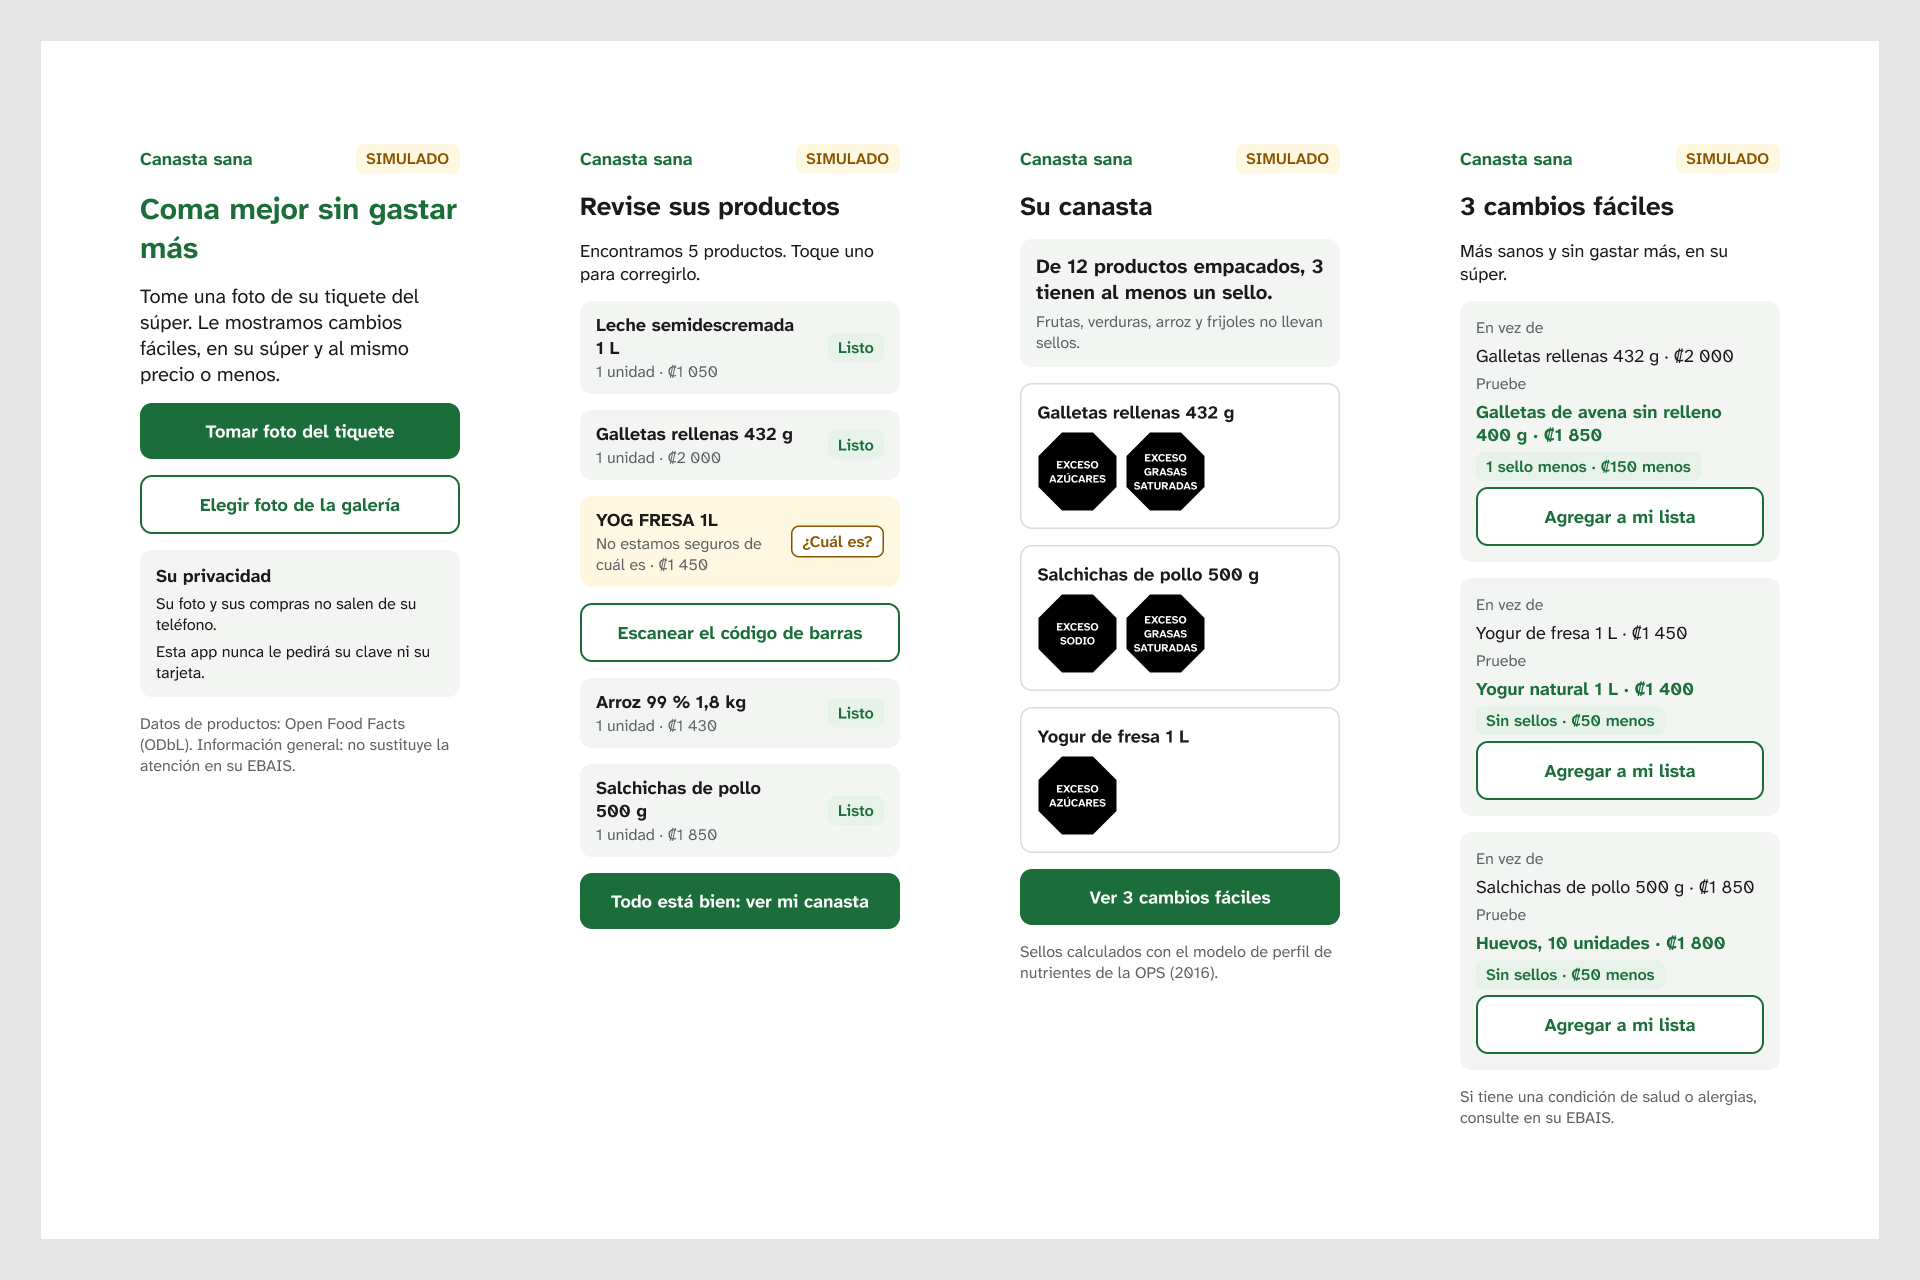 Canasta sana
SIMULADO
Coma mejor sin gastar
más
Tome una foto de su tiquete del
súper. Le mostramos cambios
fáciles, en su súper y al mismo
precio o menos.
Tomar foto del tiquete
Elegir foto de la galería
Su privacidad
Su foto y sus compras no salen de su
teléfono.
Esta app nunca le pedirá su clave ni su
tarjeta.
Datos de productos: Open Food Facts
(ODbL). Información general: no sustituye la
atención en su EBAIS.
Canasta sana
SIMULADO
Revise sus productos
Encontramos 5 productos. Toque uno
para corregirlo.
Leche semidescremada
1 L
1 unidad · ₡1 050
Listo
Galletas rellenas 432 g
1 unidad · ₡2 000
Listo
YOG FRESA 1L
No estamos seguros de
cuál es · ₡1 450
¿Cuál es?
Escanear el código de barras
Arroz 99 % 1,8 kg
1 unidad · ₡1 430
Listo
Salchichas de pollo
500 g
1 unidad · ₡1 850
Listo
Todo está bien: ver mi canasta
Canasta sana
SIMULADO
Su canasta
De 12 productos empacados, 3
tienen al menos un sello.
Frutas, verduras, arroz y frijoles no llevan
sellos.
Galletas rellenas 432 g
EXCESO
AZÚCARES
EXCESO
GRASAS
SATURADAS
Salchichas de pollo 500 g
EXCESO
SODIO
EXCESO
GRASAS
SATURADAS
Yogur de fresa 1 L
EXCESO
AZÚCARES
Ver 3 cambios fáciles
Sellos calculados con el modelo de perfil de
nutrientes de la OPS (2016).
Canasta sana
SIMULADO
3 cambios fáciles
Más sanos y sin gastar más, en su
súper.
En vez de
Galletas rellenas 432 g · ₡2 000
Pruebe
Galletas de avena sin relleno
400 g · ₡1 850
1 sello menos · ₡150 menos
Agregar a mi lista
En vez de
Yogur de fresa 1 L · ₡1 450
Pruebe
Yogur natural 1 L · ₡1 400
Sin sellos · ₡50 menos
Agregar a mi lista
En vez de
Salchichas de pollo 500 g · ₡1 850
Pruebe
Huevos, 10 unidades · ₡1 800
Sin sellos · ₡50 menos
Agregar a mi lista
Si tiene una condición de salud o alergias,
consulte en su EBAIS.